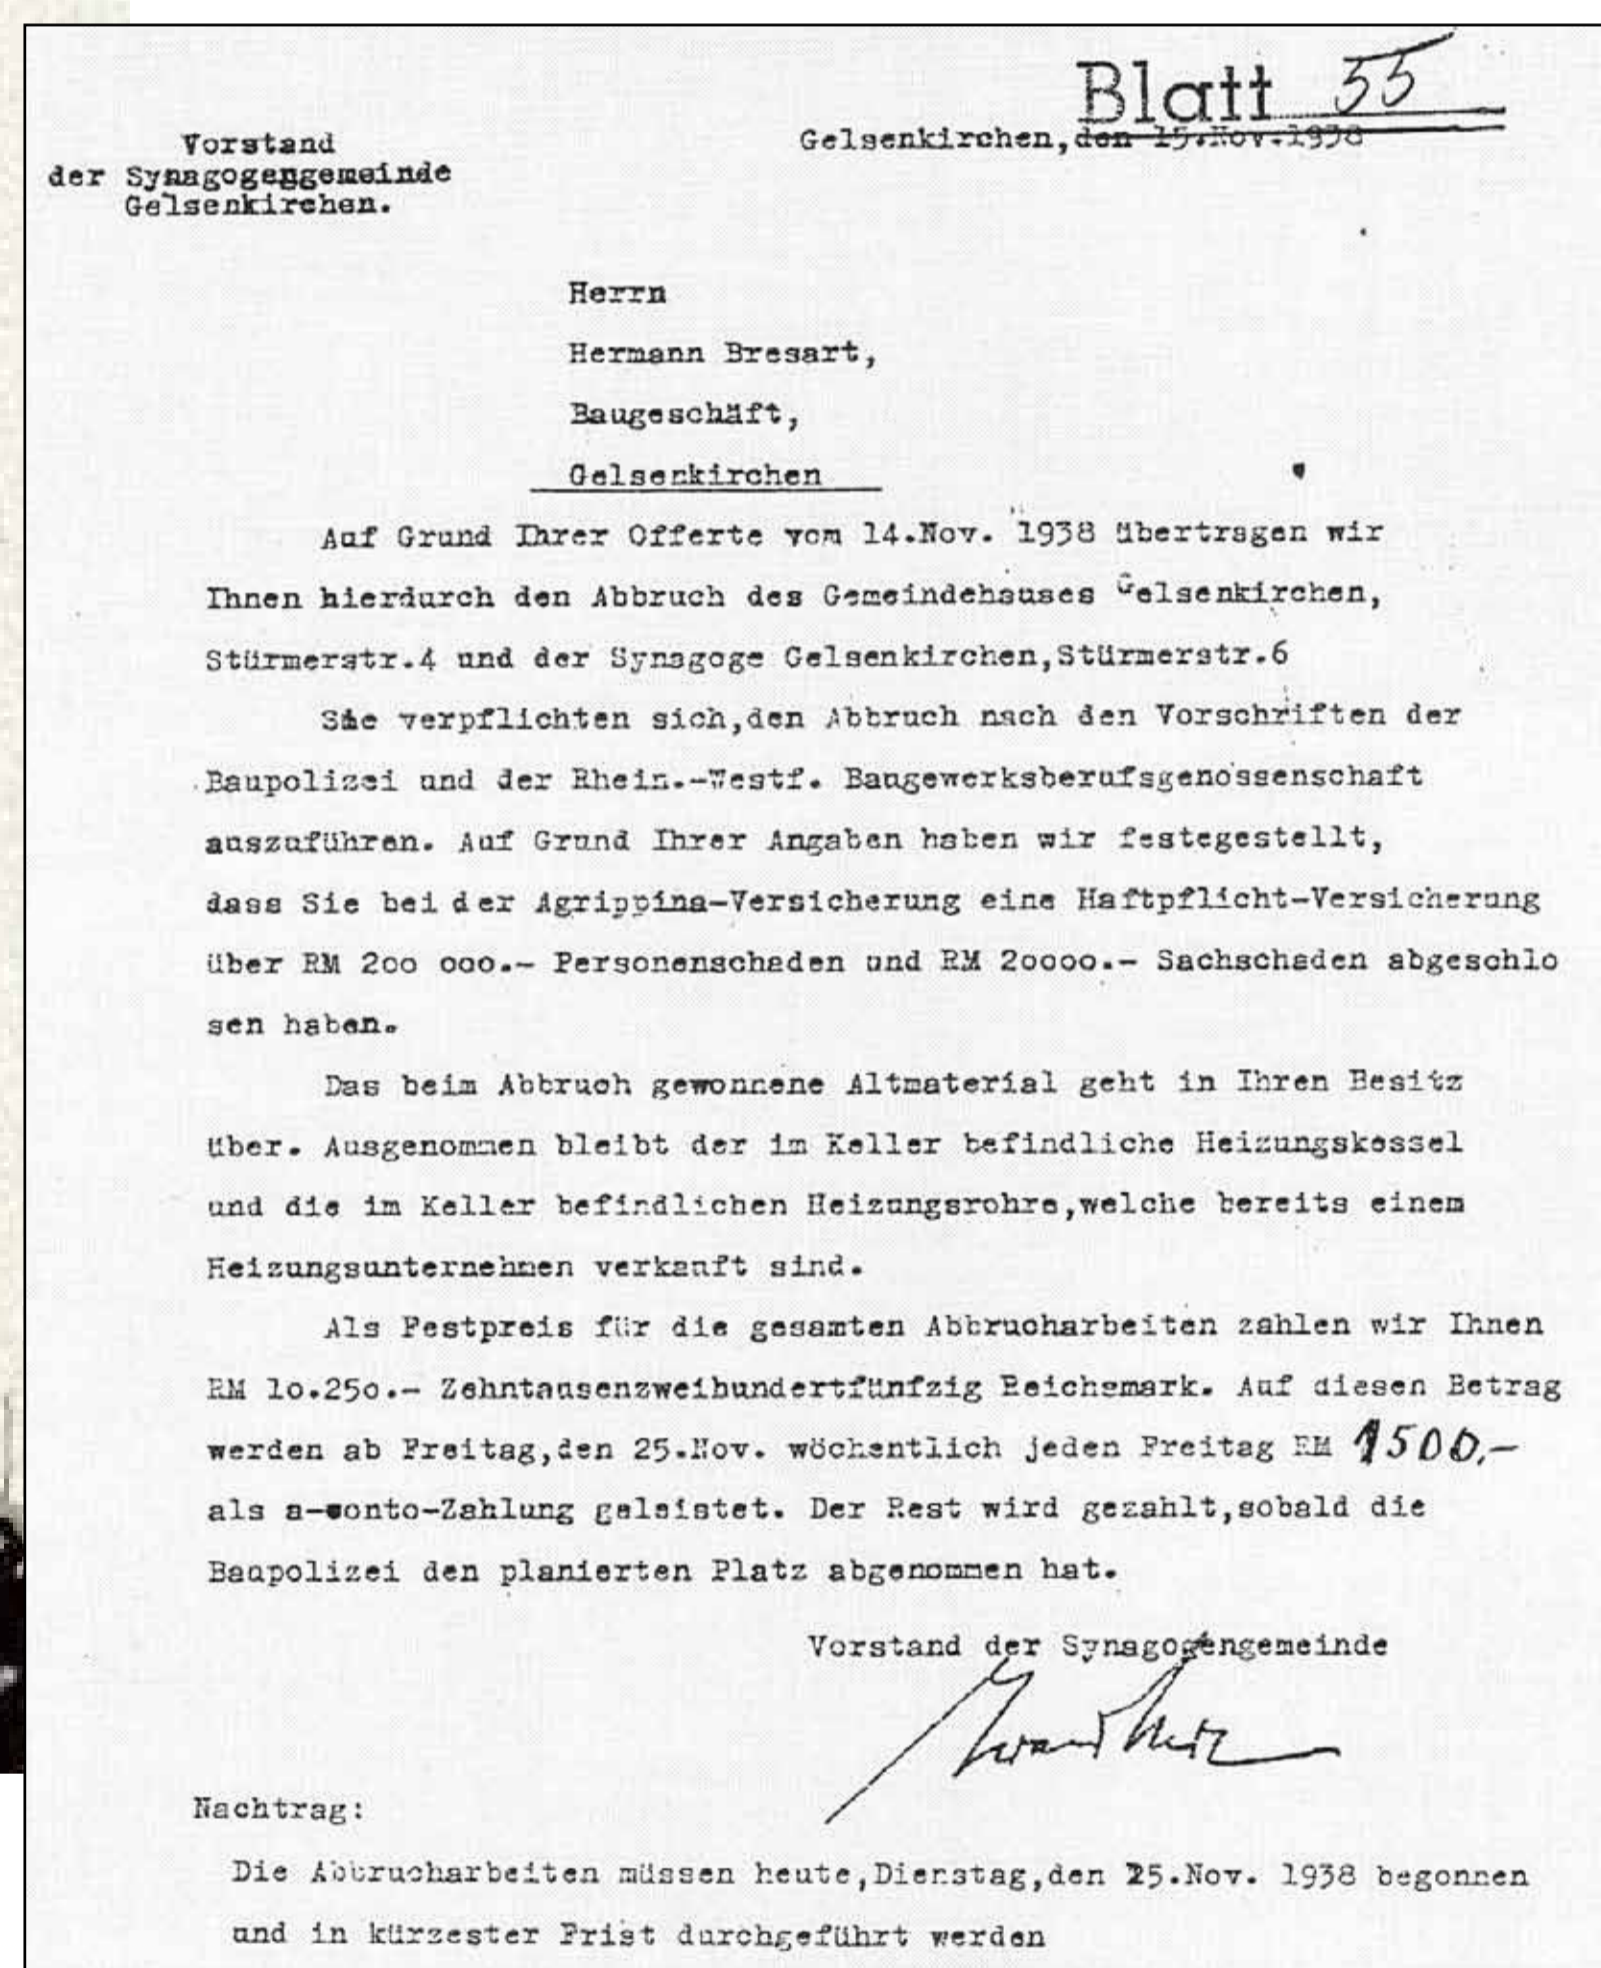 Blatt 55
Gelsenkirchen, den 15.Nov.1938
Vorstand
der Synagogengemeinde
Gelsenkirchen.
Herrn
Hermann Bresart,
Baugeschäft,
Gelsenkirchen
Auf Grund Ihrer Offerte vom 14.Nov. 1938 übertragen wir
Ihnen hierdurch den Abbruch des Gemeindehauses Gelsenkirchen,
Stürmerstr.4 und der Synagoge Gelsenkirchen,Stürmerstr.6
Sie verpflichten sich,den Abbruch nach den Vorschriften der
Baupolizei und der Rhein.-Westf. Baugewerksberufsgenossenschaft
auszuführen. Auf Grund Ihrer Angaben haben wir festegestellt,
dass Sie bei der Agrippina-Versicherung eine Haftpflicht-Versicherung
über RM 2oo ooo.- Personenschaden und RM 2oooo.- Sachschaden abgeschlo
sen haben.
Das beim Abbruch gewonnene Altmaterial geht in Ihren Besitz
über. Ausgenommen bleibt der im Keller befindliche Heizungskessel
und die im Keller befindlichen Heizungsrohre,welche bereits einem
Heizungsunternehmen verkauft sind.
Als Festpreis für die gesamten Abbrucharbeiten zahlen wir Ihnen
RM 1o.25o.- Zehntausenzweihundertfünfzig Reichsmark. Auf diesen Betrag
werden ab Freitag,den 25.Nov. wöchentlich jeden Freitag RM 1500,-
als a-conto-Zahlung geleistet. Der Rest wird gezahlt,sobald die
Baupolizei den planierten Platz abgenommen hat.
Vorstand der Synagogengemeinde
Nachtrag:
Die Abbrucharbeiten müssen heute,Dienstag,den 25.Nov. 1938 begonnen
und in kürzester Frist durchgeführt werden